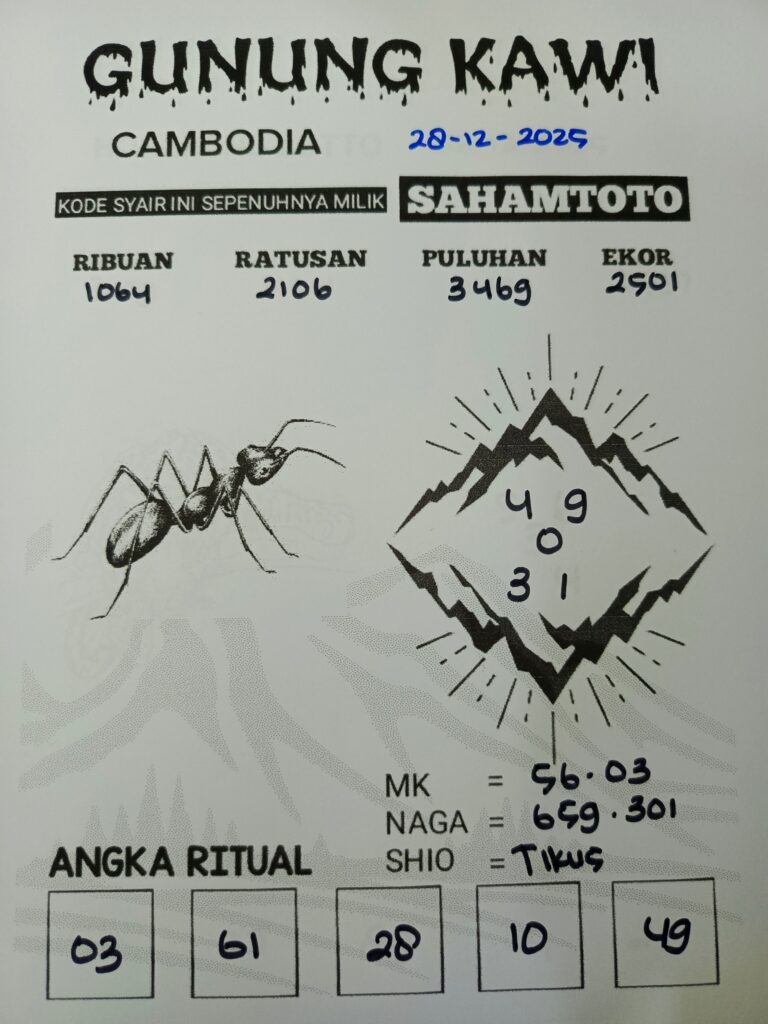 GUNUNG KAWI
CAMBODIA 28-12-2025
KODE SYAIR INI SEPENUHNYA MILIK SAHAMTOTO
RIBUAN RATUSAN PULUHAN EKOR
1064 2106 3469 2501
4 9
0
3 1
MK = 56.03
NAGA = 659.301
SHIO = TIKUS
ANGKA RITUAL
03 61 28 10 49